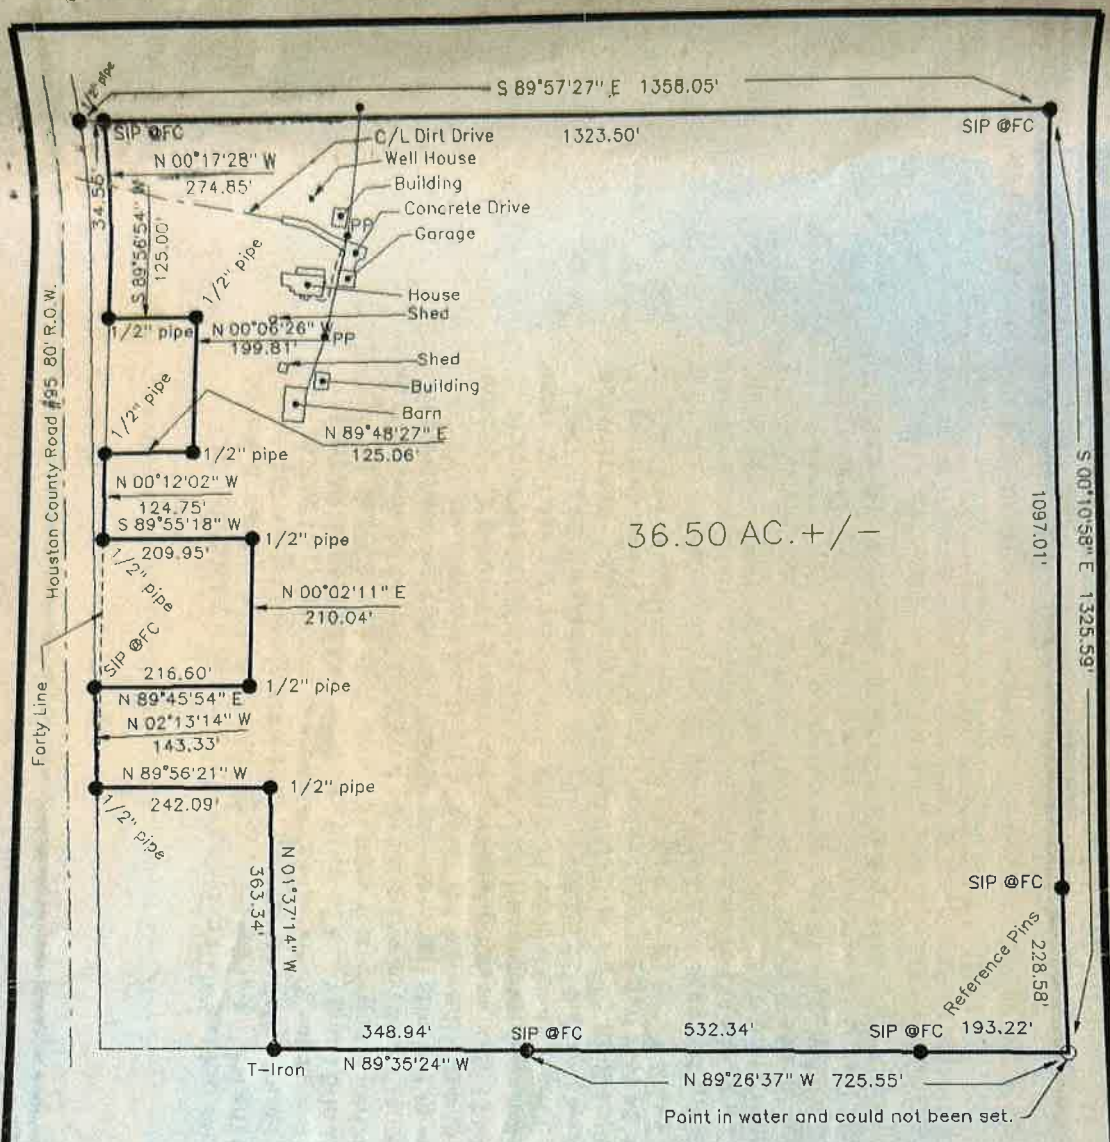 S 89°57'27" E 1358.05'
1/2" pipe
SIP @FC
1323.50'
SIP @FC
C/L Dirt Drive
Well House
N 00°17'28" W
274.85'
Building
PP
Concrete Drive
Garage
S 89°56'54" W
125.00'
1/2" pipe
House
Shed
1/2" pipe
N 00°06'26" W
199.81'
PP
Shed
Building
Barn
1/2" pipe
N 89°48'27" E
125.06'
1/2" pipe
Houston County Road #95 80' R.O.W.
N 00°12'02" W
124.75'
S 89°55'18" W
209.95'
1/2" pipe
1/2" pipe
36.50 AC.+/-
1097.01'
S 00°10'58" E 1325.59'
N 00°02'11" E
210.04'
SIP @FC
216.60'
N 89°45'54" E
1/2" pipe
Forty Line
N 02°13'14" W
143.33'
N 89°56'21" W
242.09'
1/2" pipe
1/2" pipe
N 01°37'14" W
363.34'
SIP @FC
Reference Pins
228.58'
348.94'
SIP @FC
532.34'
SIP @FC
193.22'
T-Iron
N 89°35'24" W
N 89°26'37" W 725.55'
Point in water and could not been set.